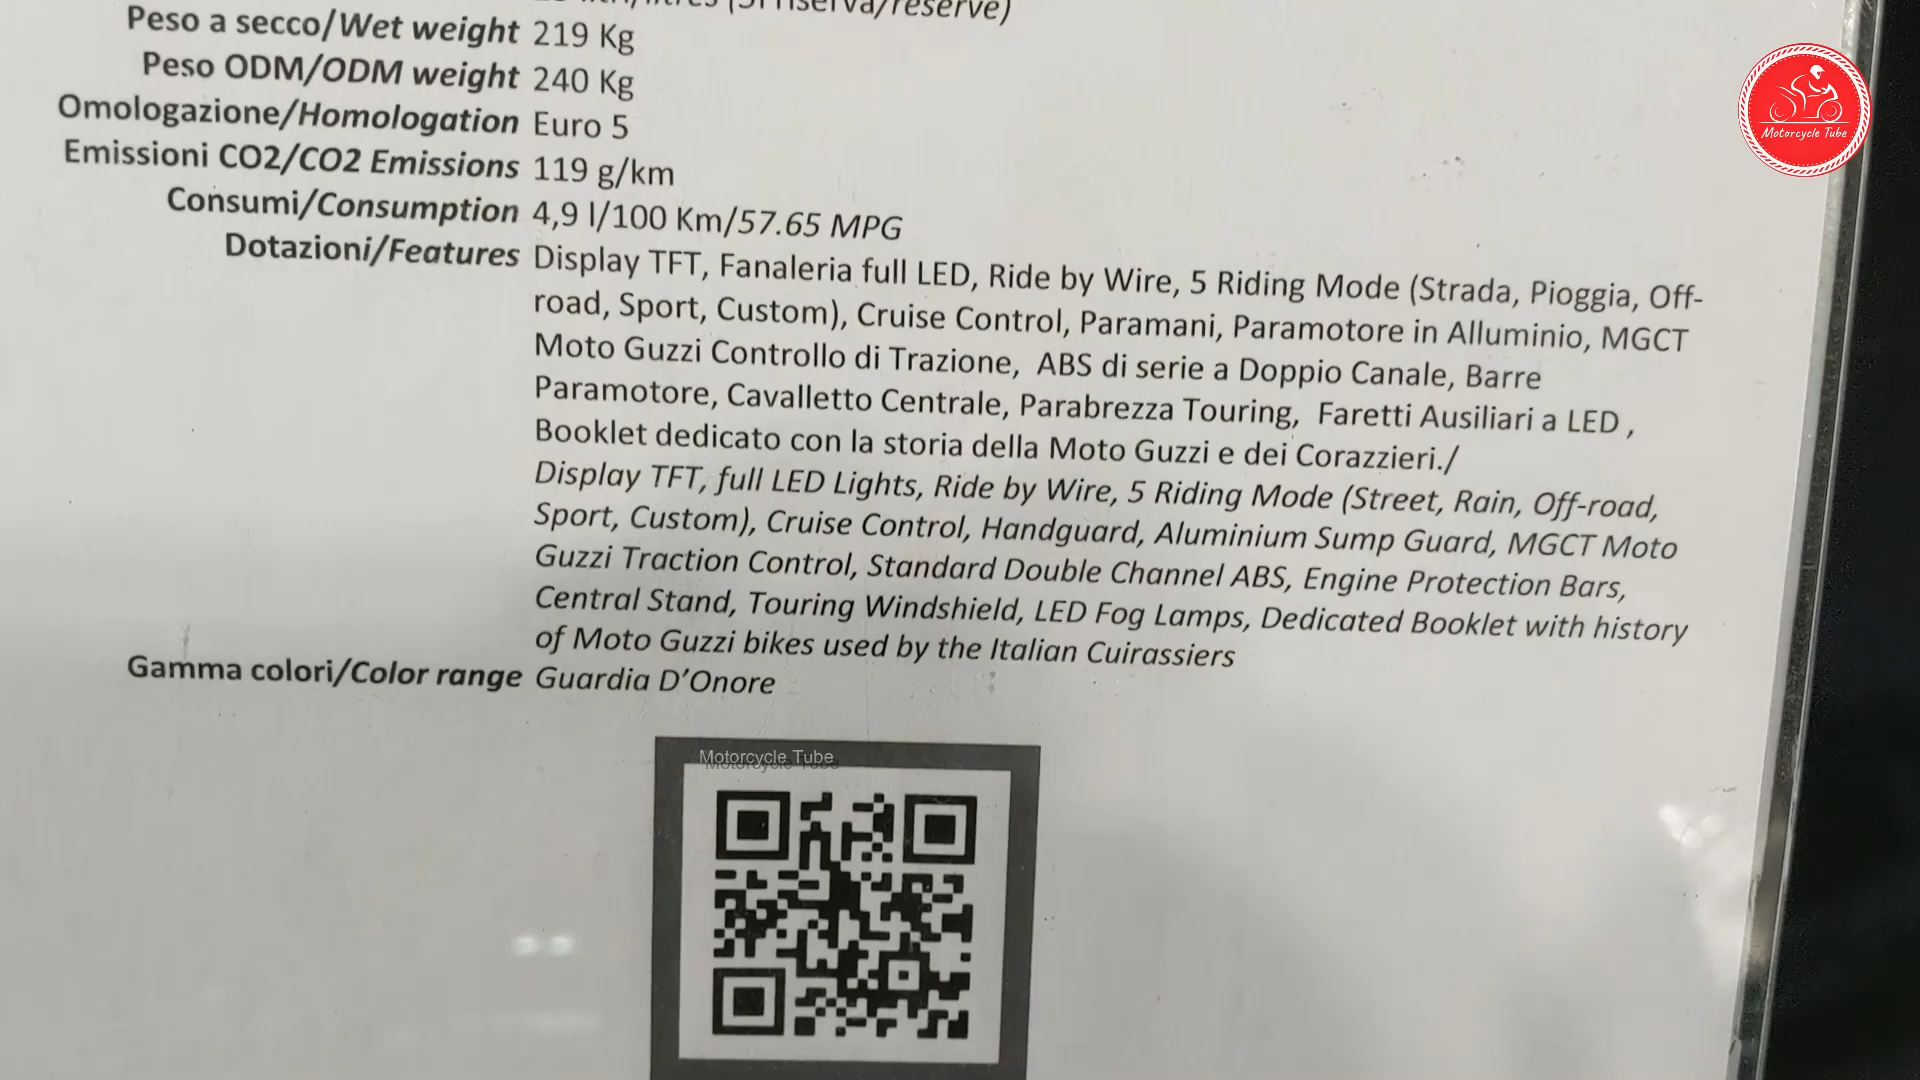 riserva/reserve)
Peso a secco/Wet weight 219 Kg
Peso ODM/ODM weight 240 Kg
Omologazione/Homologation Euro 5
Emissioni CO2/CO2 Emissions 119 g/km
Consumi/Consumption 4,9 l/100 Km/57.65 MPG
Dotazioni/Features Display TFT, Fanaleria full LED, Ride by Wire, 5 Riding Mode (Strada, Pioggia, Off-
road, Sport, Custom), Cruise Control, Paramani, Paramotore in Alluminio, MGCT
Moto Guzzi Controllo di Trazione, ABS di serie a Doppio Canale, Barre
Paramotore, Cavalletto Centrale, Parabrezza Touring, Faretti Ausiliari a LED ,
Booklet dedicato con la storia della Moto Guzzi e dei Corazzieri./
Display TFT, full LED Lights, Ride by Wire, 5 Riding Mode (Street, Rain, Off-road,
Sport, Custom), Cruise Control, Handguard, Aluminium Sump Guard, MGCT Moto
Guzzi Traction Control, Standard Double Channel ABS, Engine Protection Bars,
Central Stand, Touring Windshield, LED Fog Lamps, Dedicated Booklet with history
of Moto Guzzi bikes used by the Italian Cuirassiers
Gamma colori/Color range Guardia D'Onore
Motorcycle Tube
Motorcycle Tube